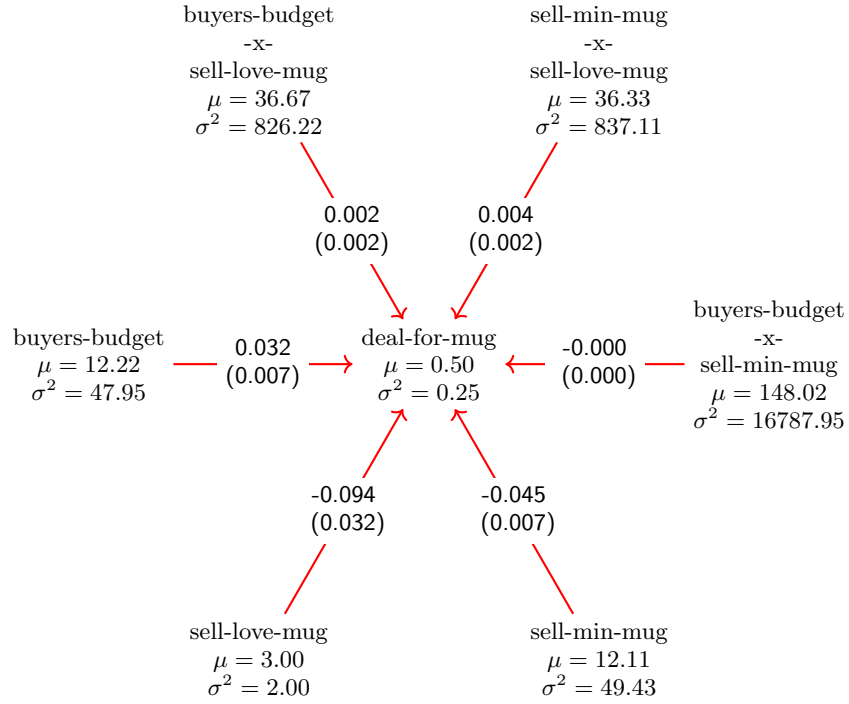 buyers-budget
-x-
sell-love-mug
μ = 36.67
σ² = 826.22
sell-min-mug
-x-
sell-love-mug
μ = 36.33
σ² = 837.11
0.002
(0.002)
0.004
(0.002)
buyers-budget
μ = 12.22
σ² = 47.95
0.032
(0.007)
deal-for-mug
μ = 0.50
σ² = 0.25
-0.000
(0.000)
buyers-budget
-x-
sell-min-mug
μ = 148.02
σ² = 16787.95
-0.094
(0.032)
-0.045
(0.007)
sell-love-mug
μ = 3.00
σ² = 2.00
sell-min-mug
μ = 12.11
σ² = 49.43